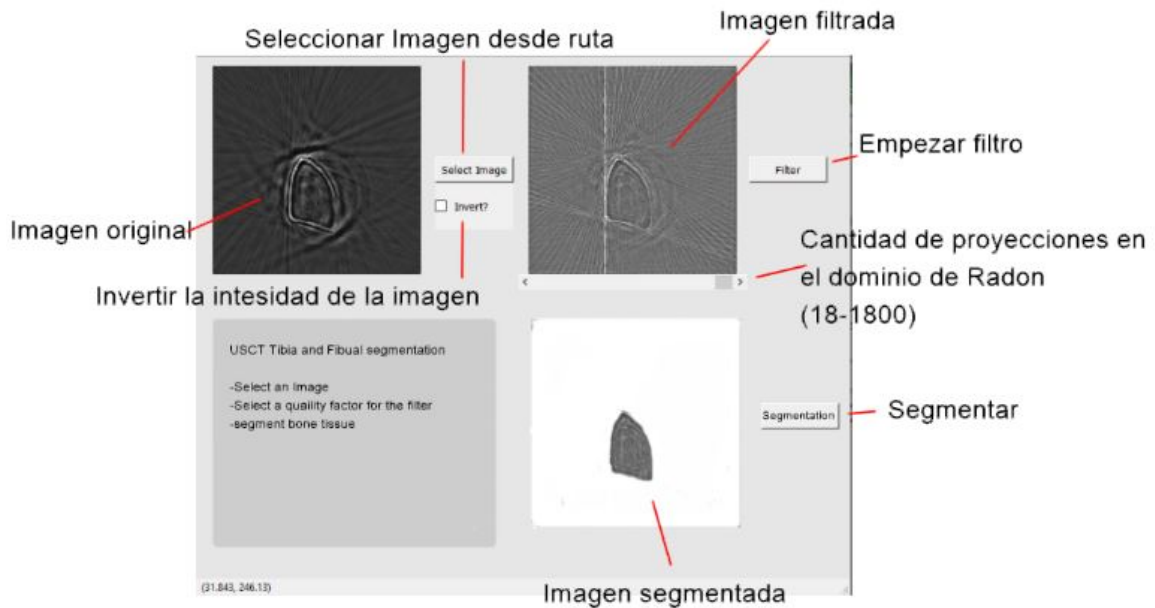 Imagen filtrada
Seleccionar Imagen desde ruta
Empezar filtro
Select Image
Filter
Invert?
Imagen original
Cantidad de proyecciones en
el dominio de Radon
(18-1800)
Invertir la intesidad de la imagen
USCT Tibia and Fibual segmentation
-Select an Image
-Select a quaility factor for the filter
-segment bone tissue
Segmentation
Segmentar
(31.843, 246.13)
Imagen segmentada